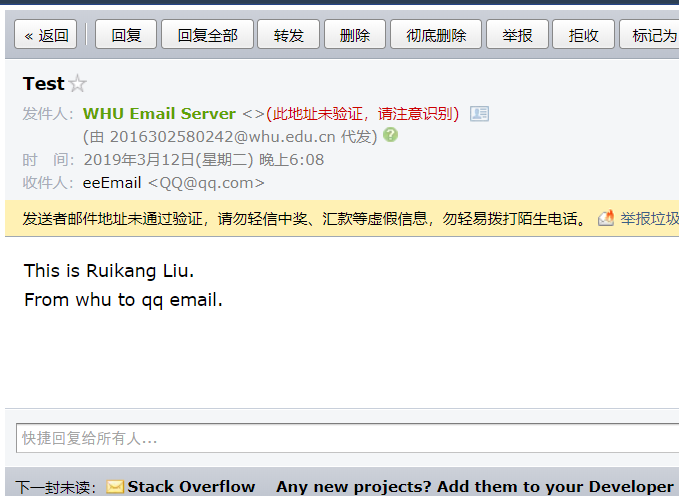 « 返回 回复 回复全部 转发 删除 彻底删除 举报 拒收 标记为
Test
发件人： WHU Email Server <>(此地址未验证，请注意识别)
(由 2016302580242@whu.edu.cn 代发) ?
时 间： 2019年3月12日(星期二) 晚上6:08
收件人： eeEmail <QQ@qq.com>
发送者邮件地址未通过验证，请勿轻信中奖、汇款等虚假信息，勿轻易拨打陌生电话。 举报垃圾
This is Ruikang Liu.
From whu to qq email.
快捷回复给所有人...
下一封未读： Stack Overflow Any new projects? Add them to your Developer